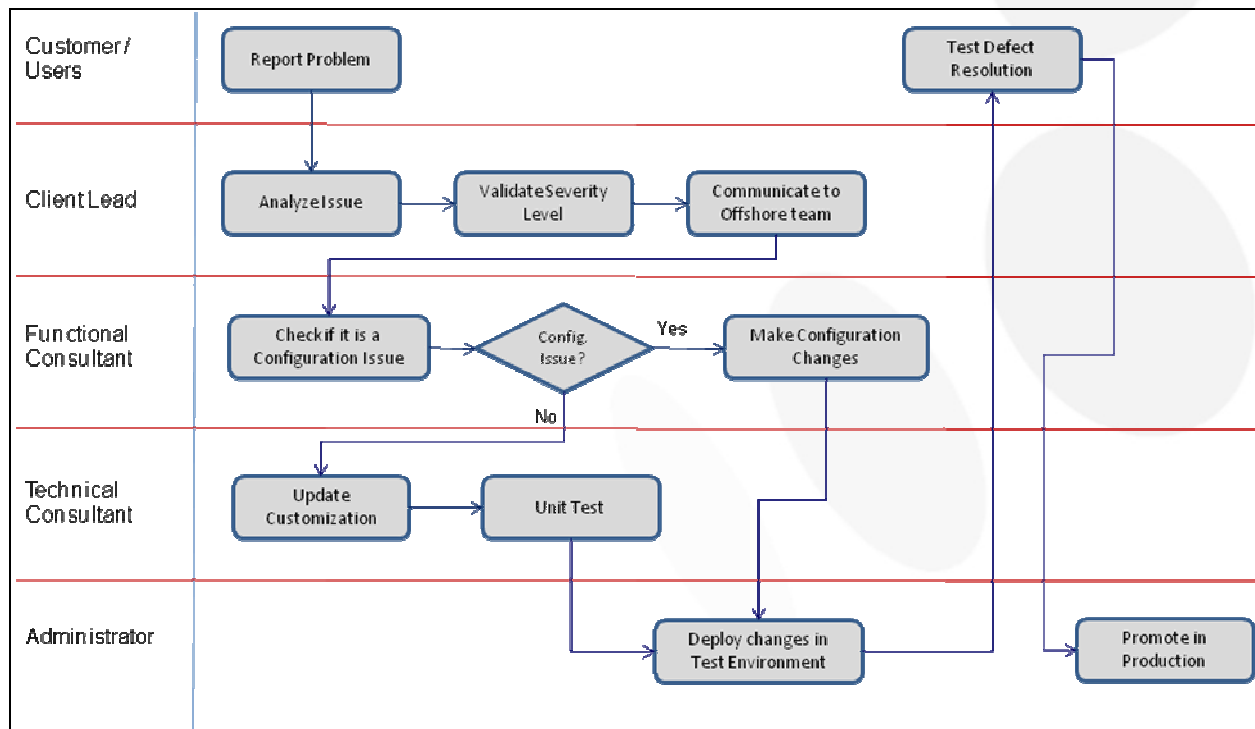 Customer /
Users
Report Problem
Test Defect
Resolution
Client Lead
Analyze Issue
Validate Severity
Level
Communicate to
Offshore team
Functional
Consultant
Check if it is a
Configuration Issue
Config.
Issue?
Yes
Make Configuration
Changes
No
Technical
Consultant
Update
Customization
Unit Test
Administrator
Deploy changes in
Test Environment
Promote in
Production